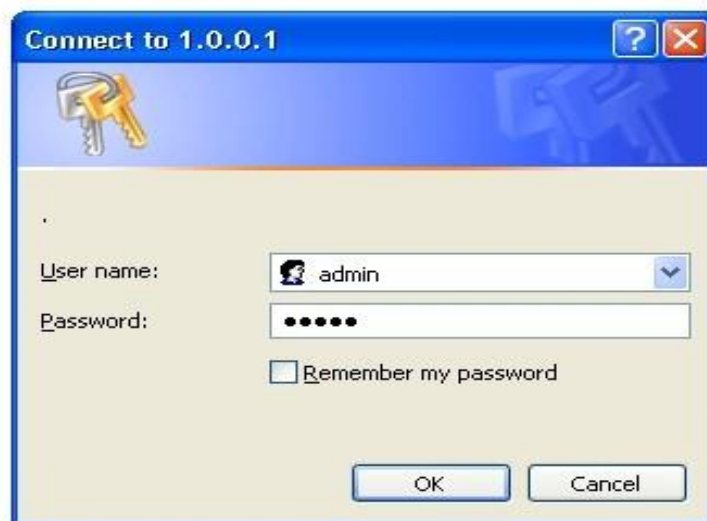 Connect to 1.0.0.1
?
.
User name:
admin
Password:
●●●●●
Remember my password
OK
Cancel